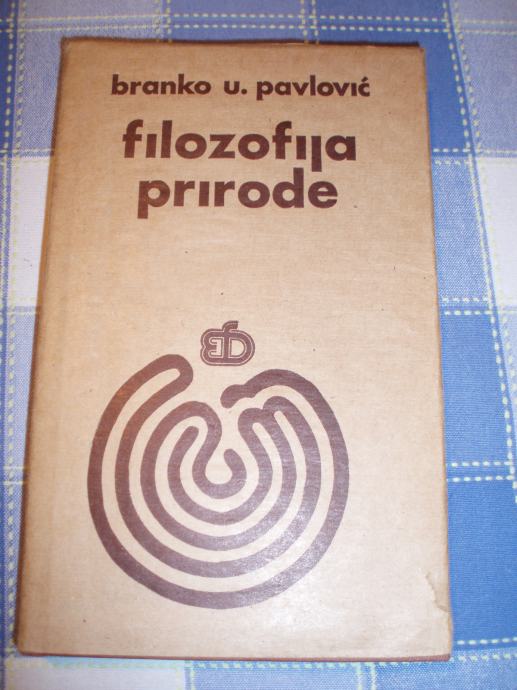 branko u. pavlović
filozofija
prirode